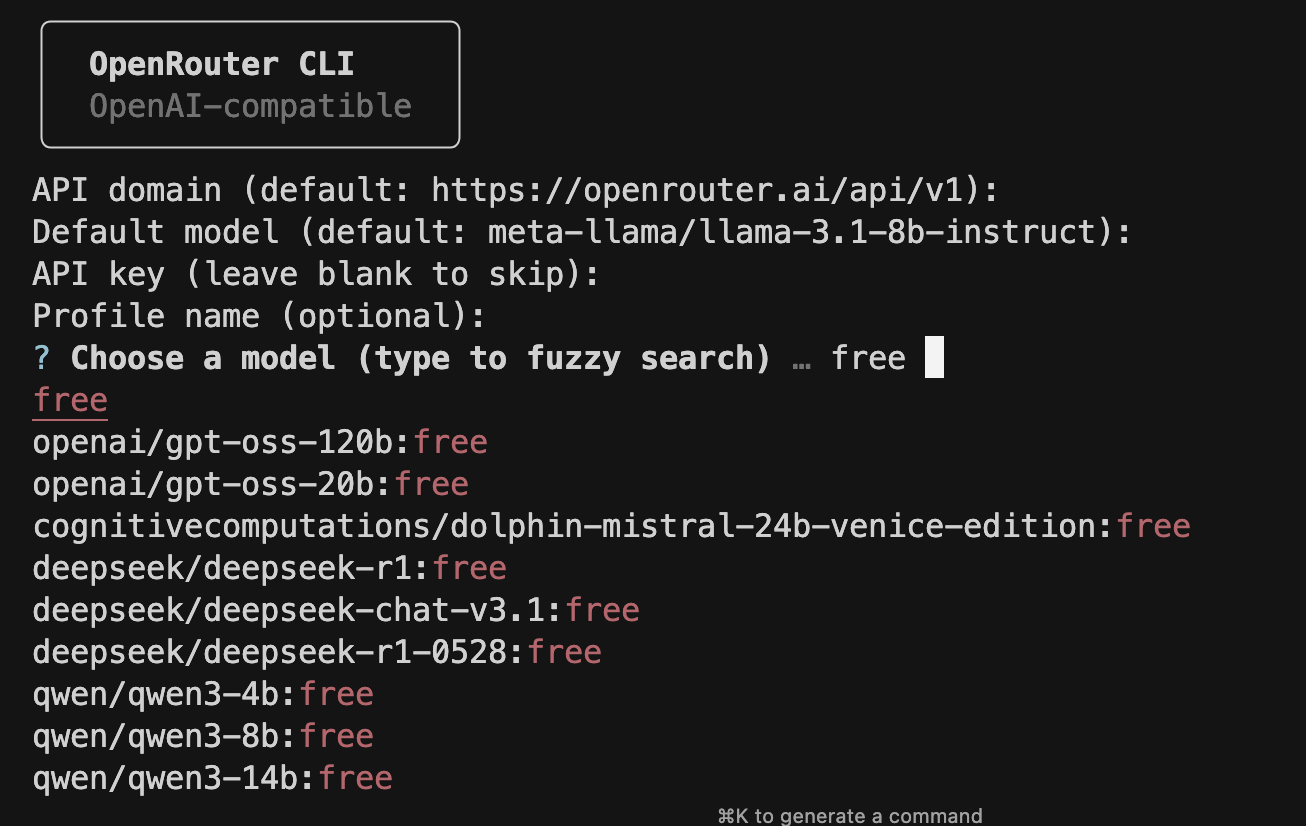 OpenRouter CLI
OpenAI-compatible
API domain (default: https://openrouter.ai/api/v1):
Default model (default: meta-llama/llama-3.1-8b-instruct):
API key (leave blank to skip):
Profile name (optional):
? Choose a model (type to fuzzy search) … free
free
openai/gpt-oss-120b:free
openai/gpt-oss-20b:free
cognitivecomputations/dolphin-mistral-24b-venice-edition:free
deepseek/deepseek-r1:free
deepseek/deepseek-chat-v3.1:free
deepseek/deepseek-r1-0528:free
qwen/qwen3-4b:free
qwen/qwen3-8b:free
qwen/qwen3-14b:free
⌘K to generate a command